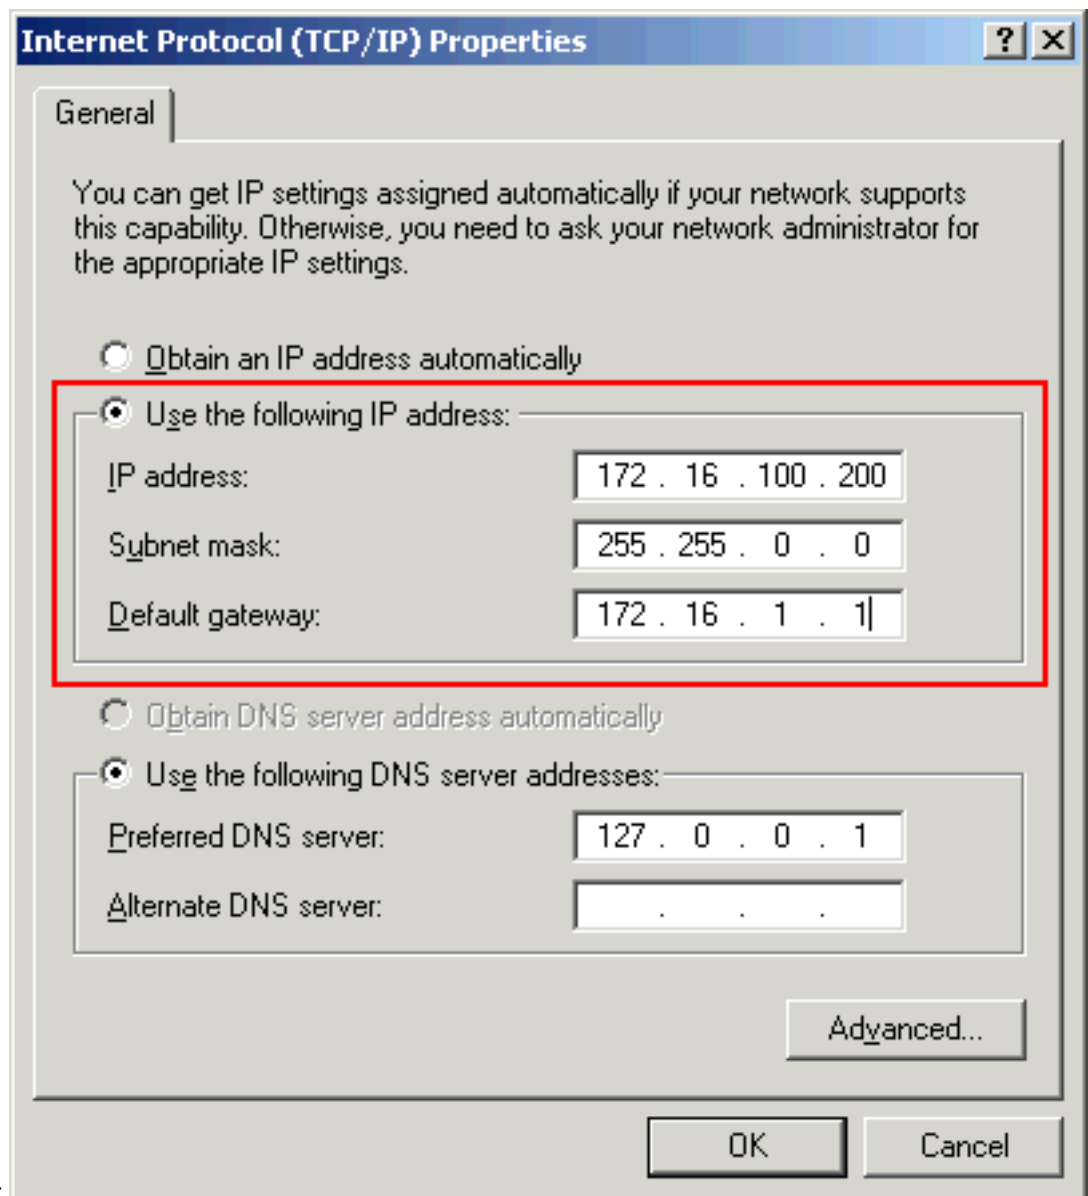 Internet Protocol (TCP/IP) Properties
General
You can get IP settings assigned automatically if your network supports
this capability. Otherwise, you need to ask your network administrator for
the appropriate IP settings.
Obtain an IP address automatically
Use the following IP address:
IP address: 172 . 16 . 100 . 200
Subnet mask: 255 . 255 . 0 . 0
Default gateway: 172 . 16 . 1 . 1
Obtain DNS server address automatically
Use the following DNS server addresses:
Preferred DNS server: 127 . 0 . 0 . 1
Alternate DNS server: . . .
Advanced...
OK Cancel